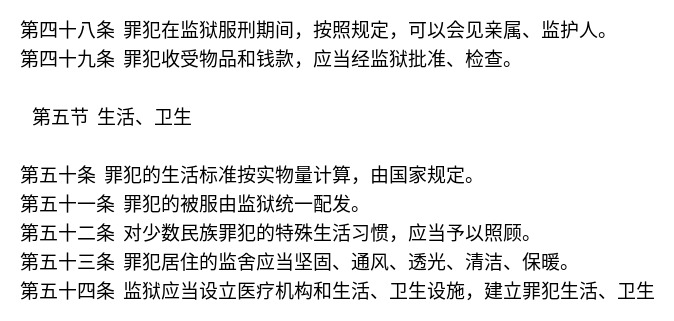 第四十八条 罪犯在监狱服刑期间，按照规定，可以会见亲属、监护人。
第四十九条 罪犯收受物品和钱款，应当经监狱批准、检查。
第五节 生活、卫生
第五十条 罪犯的生活标准按实物量计算，由国家规定。
第五十一条 罪犯的被服由监狱统一配发。
第五十二条 对少数民族罪犯的特殊生活习惯，应当予以照顾。
第五十三条 罪犯居住的监舍应当坚固、通风、透光、清洁、保暖。
第五十四条 监狱应当设立医疗机构和生活、卫生设施，建立罪犯生活、卫生